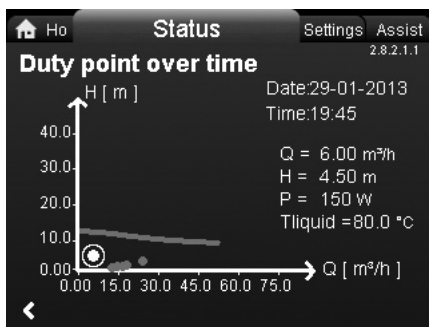 Ho Status Settings Assist
2.8.2.1.1
Duty point over time
H [ m ]
Date:29-01-2013
Time:19:45
Q = 6.00 m³/h
H = 4.50 m
P = 150 W
Tliquid =80.0 °C
40.0
30.0
20.0
10.0
0.00
0.00 15.0 30.0 45.0 60.0 75.0
Q [ m³/h ]